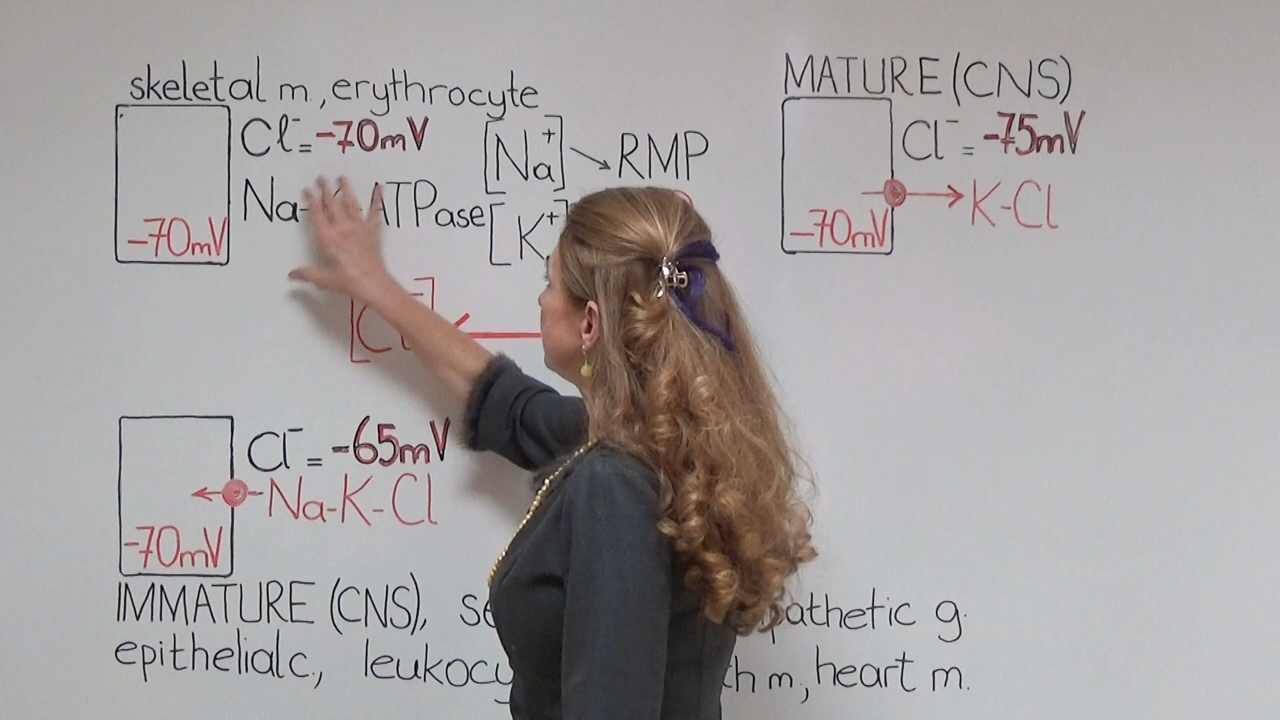 skeletal m., erythrocyte
Cl⁻ = -70mV
Na-K-ATPase
-70mV
[Na⁺] → RMP
[K⁺]
[Cl⁻]
MATURE (CNS)
Cl⁻ = -75mV
K-Cl
-70mV
Cl⁻ = -65mV
Na-K-Cl
-70mV
IMMATURE (CNS), g.
epithelial c., heart m.